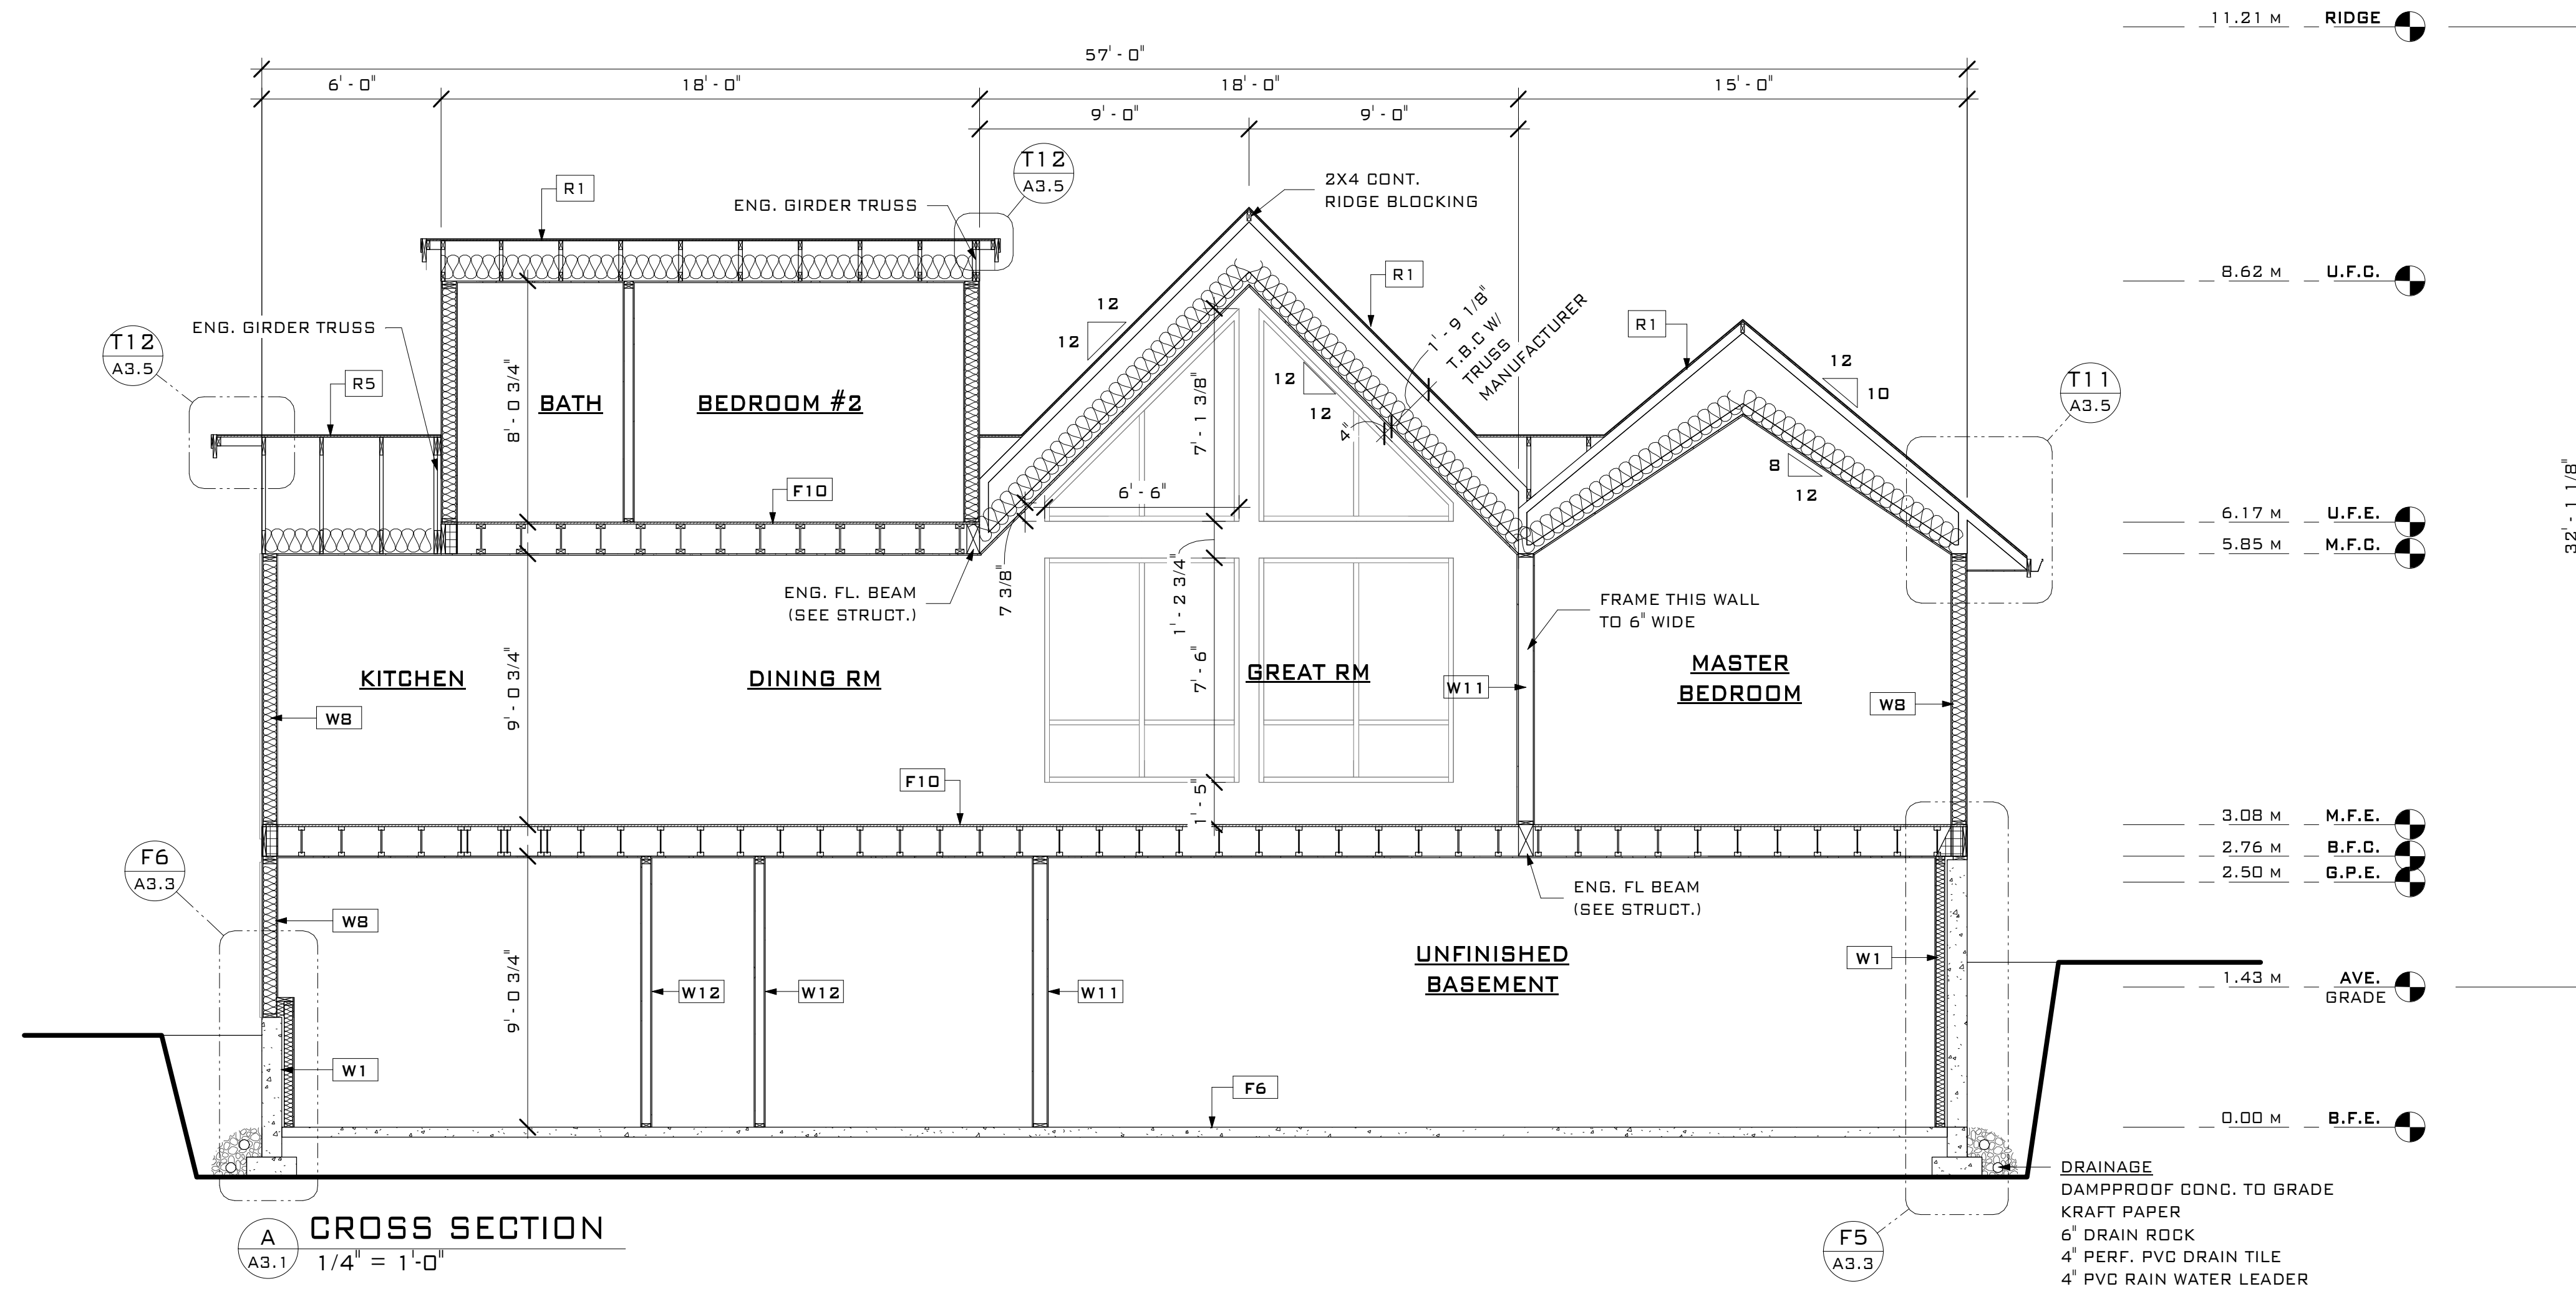 11.21 M RIDGE
57'-0"
6'-0" 18'-0" 18'-0" 15'-0"
9'-0" 9'-0"
T12
A3.5
2X4 CONT.
RIDGE BLOCKING
R1
ENG. GIRDER TRUSS
8.62 M U.F.C.
R1
1'-9 1/8"
T.B.C W/
TRUSS
MANUFACTURER
12
12
ENG. GIRDER TRUSS
T12
A3.5
R1
12
10
R5
8'-0 3/4"
BATH
BEDROOM #2
7'-1 3/8"
12
12
4"
T11
A3.5
8
12
F10
6'-6"
32'-1 1/8"
6.17 M U.F.E.
5.85 M M.F.C.
ENG. FL. BEAM
(SEE STRUCT.)
7 3/8"
1'-2 3/4"
FRAME THIS WALL
TO 6" WIDE
9'-0 3/4"
KITCHEN
DINING RM
7'-6"
GREAT RM
W11
MASTER
BEDROOM
W8
W8
F10
1'-5"
3.08 M M.F.E.
2.76 M B.F.C.
2.50 M G.P.E.
F6
A3.3
ENG. FL BEAM
(SEE STRUCT.)
W8
9'-0 3/4"
W12
W12
W11
UNFINISHED
BASEMENT
W1
1.43 M AVE.
GRADE
W1
F6
0.00 M B.F.E.
DRAINAGE
DAMPPROOF CONC. TO GRADE
KRAFT PAPER
6" DRAIN ROCK
4" PERF. PVC DRAIN TILE
4" PVC RAIN WATER LEADER
A
A3.1
CROSS SECTION
1/4" = 1'-0"
F5
A3.3